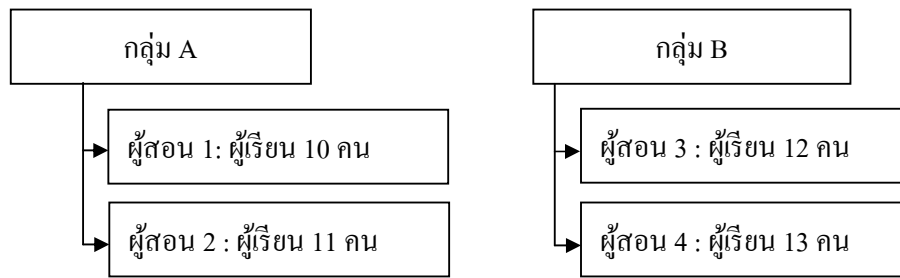 กลุ่ม A
ผู้สอน 1: ผู้เรียน 10 คน
ผู้สอน 2 : ผู้เรียน 11 คน
กลุ่ม B
ผู้สอน 3 : ผู้เรียน 12 คน
ผู้สอน 4 : ผู้เรียน 13 คน